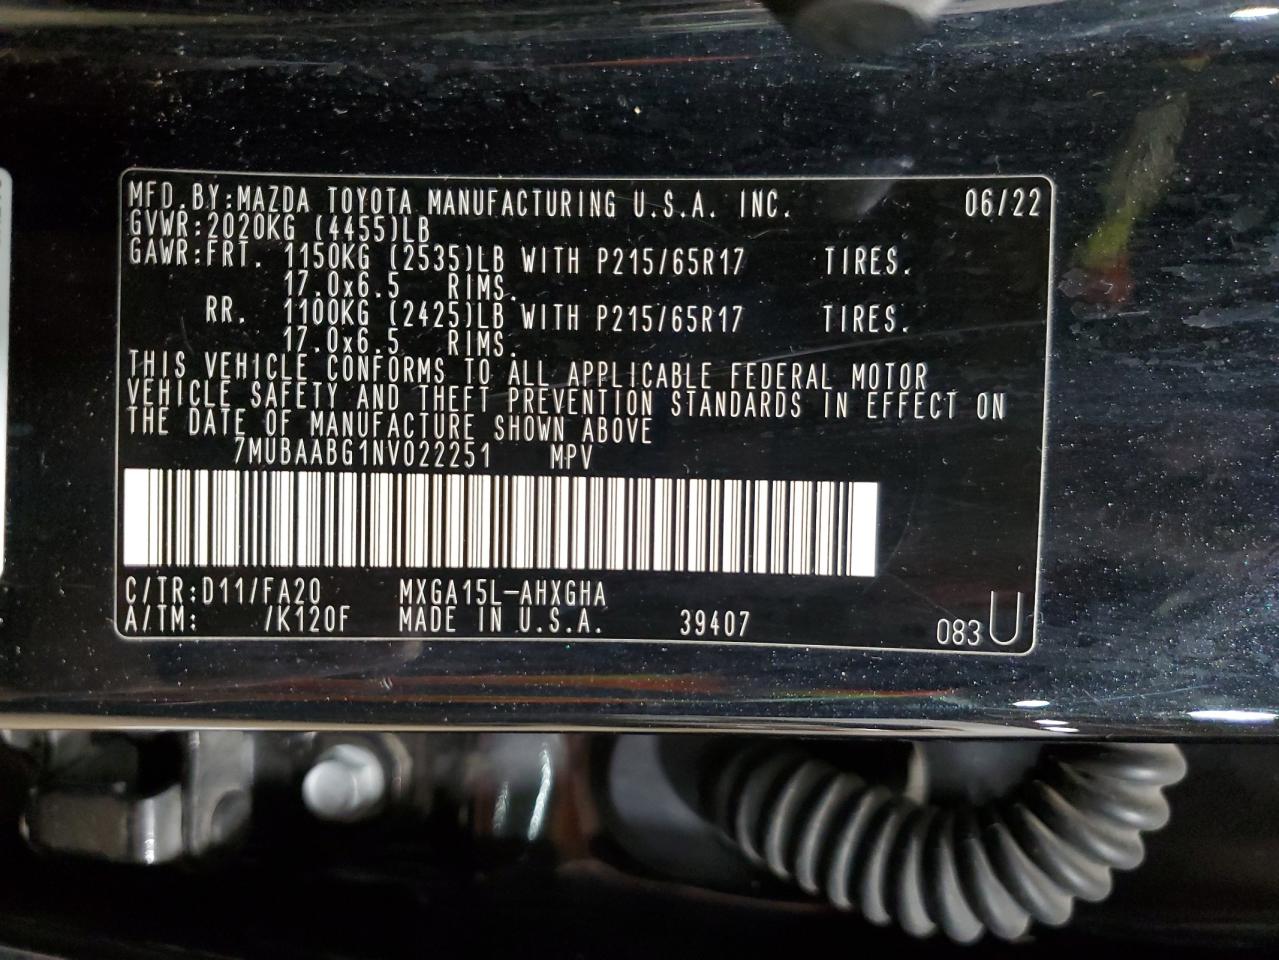 MFD.BY:MAZDA TOYOTA MANUFACTURING U.S.A. INC. 06/22
GVWR:2020KG (4455)LB
GAWR:FRT. 1150KG (2535)LB WITH P215/65R17 TIRES.
17.0x6.5 RIMS.
RR. 1100KG (2425)LB WITH P215/65R17 TIRES.
17.0x6.5 RIMS.
THIS VEHICLE CONFORMS TO ALL APPLICABLE FEDERAL MOTOR
VEHICLE SAFETY AND THEFT PREVENTION STANDARDS IN EFFECT ON
THE DATE OF MANUFACTURE SHOWN ABOVE
7MUBAABG1NV022251 MPV
C/TR:D11/FA20 MXGA15L-AHXGHA
A/TM: /K120F MADE IN U.S.A. 39407 083 U